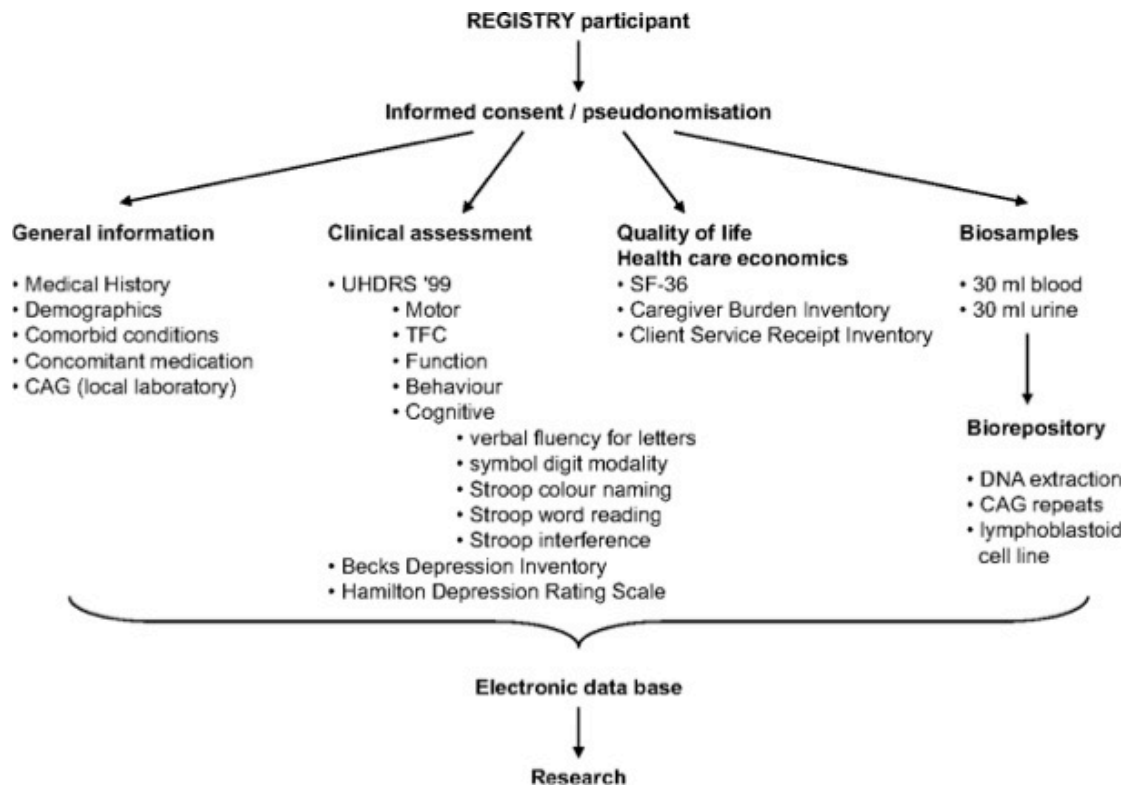 REGISTRY participant
Informed consent / pseudonomisation
General information
• Medical History
• Demographics
• Comorbid conditions
• Concomitant medication
• CAG (local laboratory)
Clinical assessment
• UHDRS '99
• Motor
• TFC
• Function
• Behaviour
• Cognitive
• verbal fluency for letters
• symbol digit modality
• Stroop colour naming
• Stroop word reading
• Stroop interference
• Becks Depression Inventory
• Hamilton Depression Rating Scale
Quality of life
Health care economics
• SF-36
• Caregiver Burden Inventory
• Client Service Receipt Inventory
Biosamples
• 30 ml blood
• 30 ml urine
Biorepository
• DNA extraction
• CAG repeats
• lymphoblastoid
cell line
Electronic data base
Research